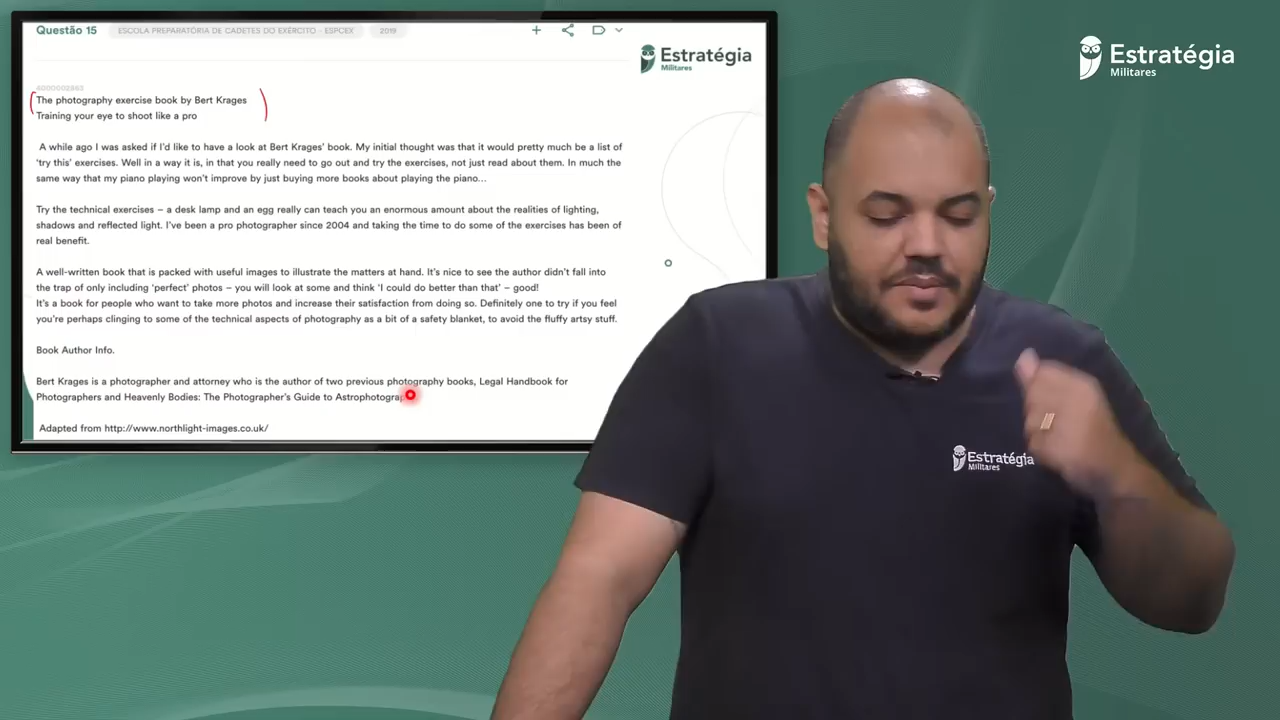 Questão 15
ESCOLA PREPARATÓRIA DE CADETES DO EXÉRCITO - ESPCEX
2019
Estratégia
Militares
4000002863
The photography exercise book by Bert Krages
Training your eye to shoot like a pro
A while ago I was asked if I'd like to have a look at Bert Krages' book. My initial thought was that it would pretty much be a list of
'try this' exercises. Well in a way it is, in that you really need to go out and try the exercises, not just read about them. In much the
same way that my piano playing won't improve by just buying more books about playing the piano...
Try the technical exercises – a desk lamp and an egg really can teach you an enormous amount about the realities of lighting,
shadows and reflected light. I've been a pro photographer since 2004 and taking the time to do some of the exercises has been of
real benefit.
A well-written book that is packed with useful images to illustrate the matters at hand. It's nice to see the author didn't fall into
the trap of only including 'perfect' photos – you will look at some and think 'I could do better than that' – good!
It's a book for people who want to take more photos and increase their satisfaction from doing so. Definitely one to try if you feel
you're perhaps clinging to some of the technical aspects of photography as a bit of a safety blanket, to avoid the fluffy artsy stuff.
Book Author Info.
Bert Krages is a photographer and attorney who is the author of two previous photography books, Legal Handbook for
Photographers and Heavenly Bodies: The Photographer's Guide to
Adapted from http://www.northlight-images.co.uk/
Estratégia
Militares
Estratégia
Militares